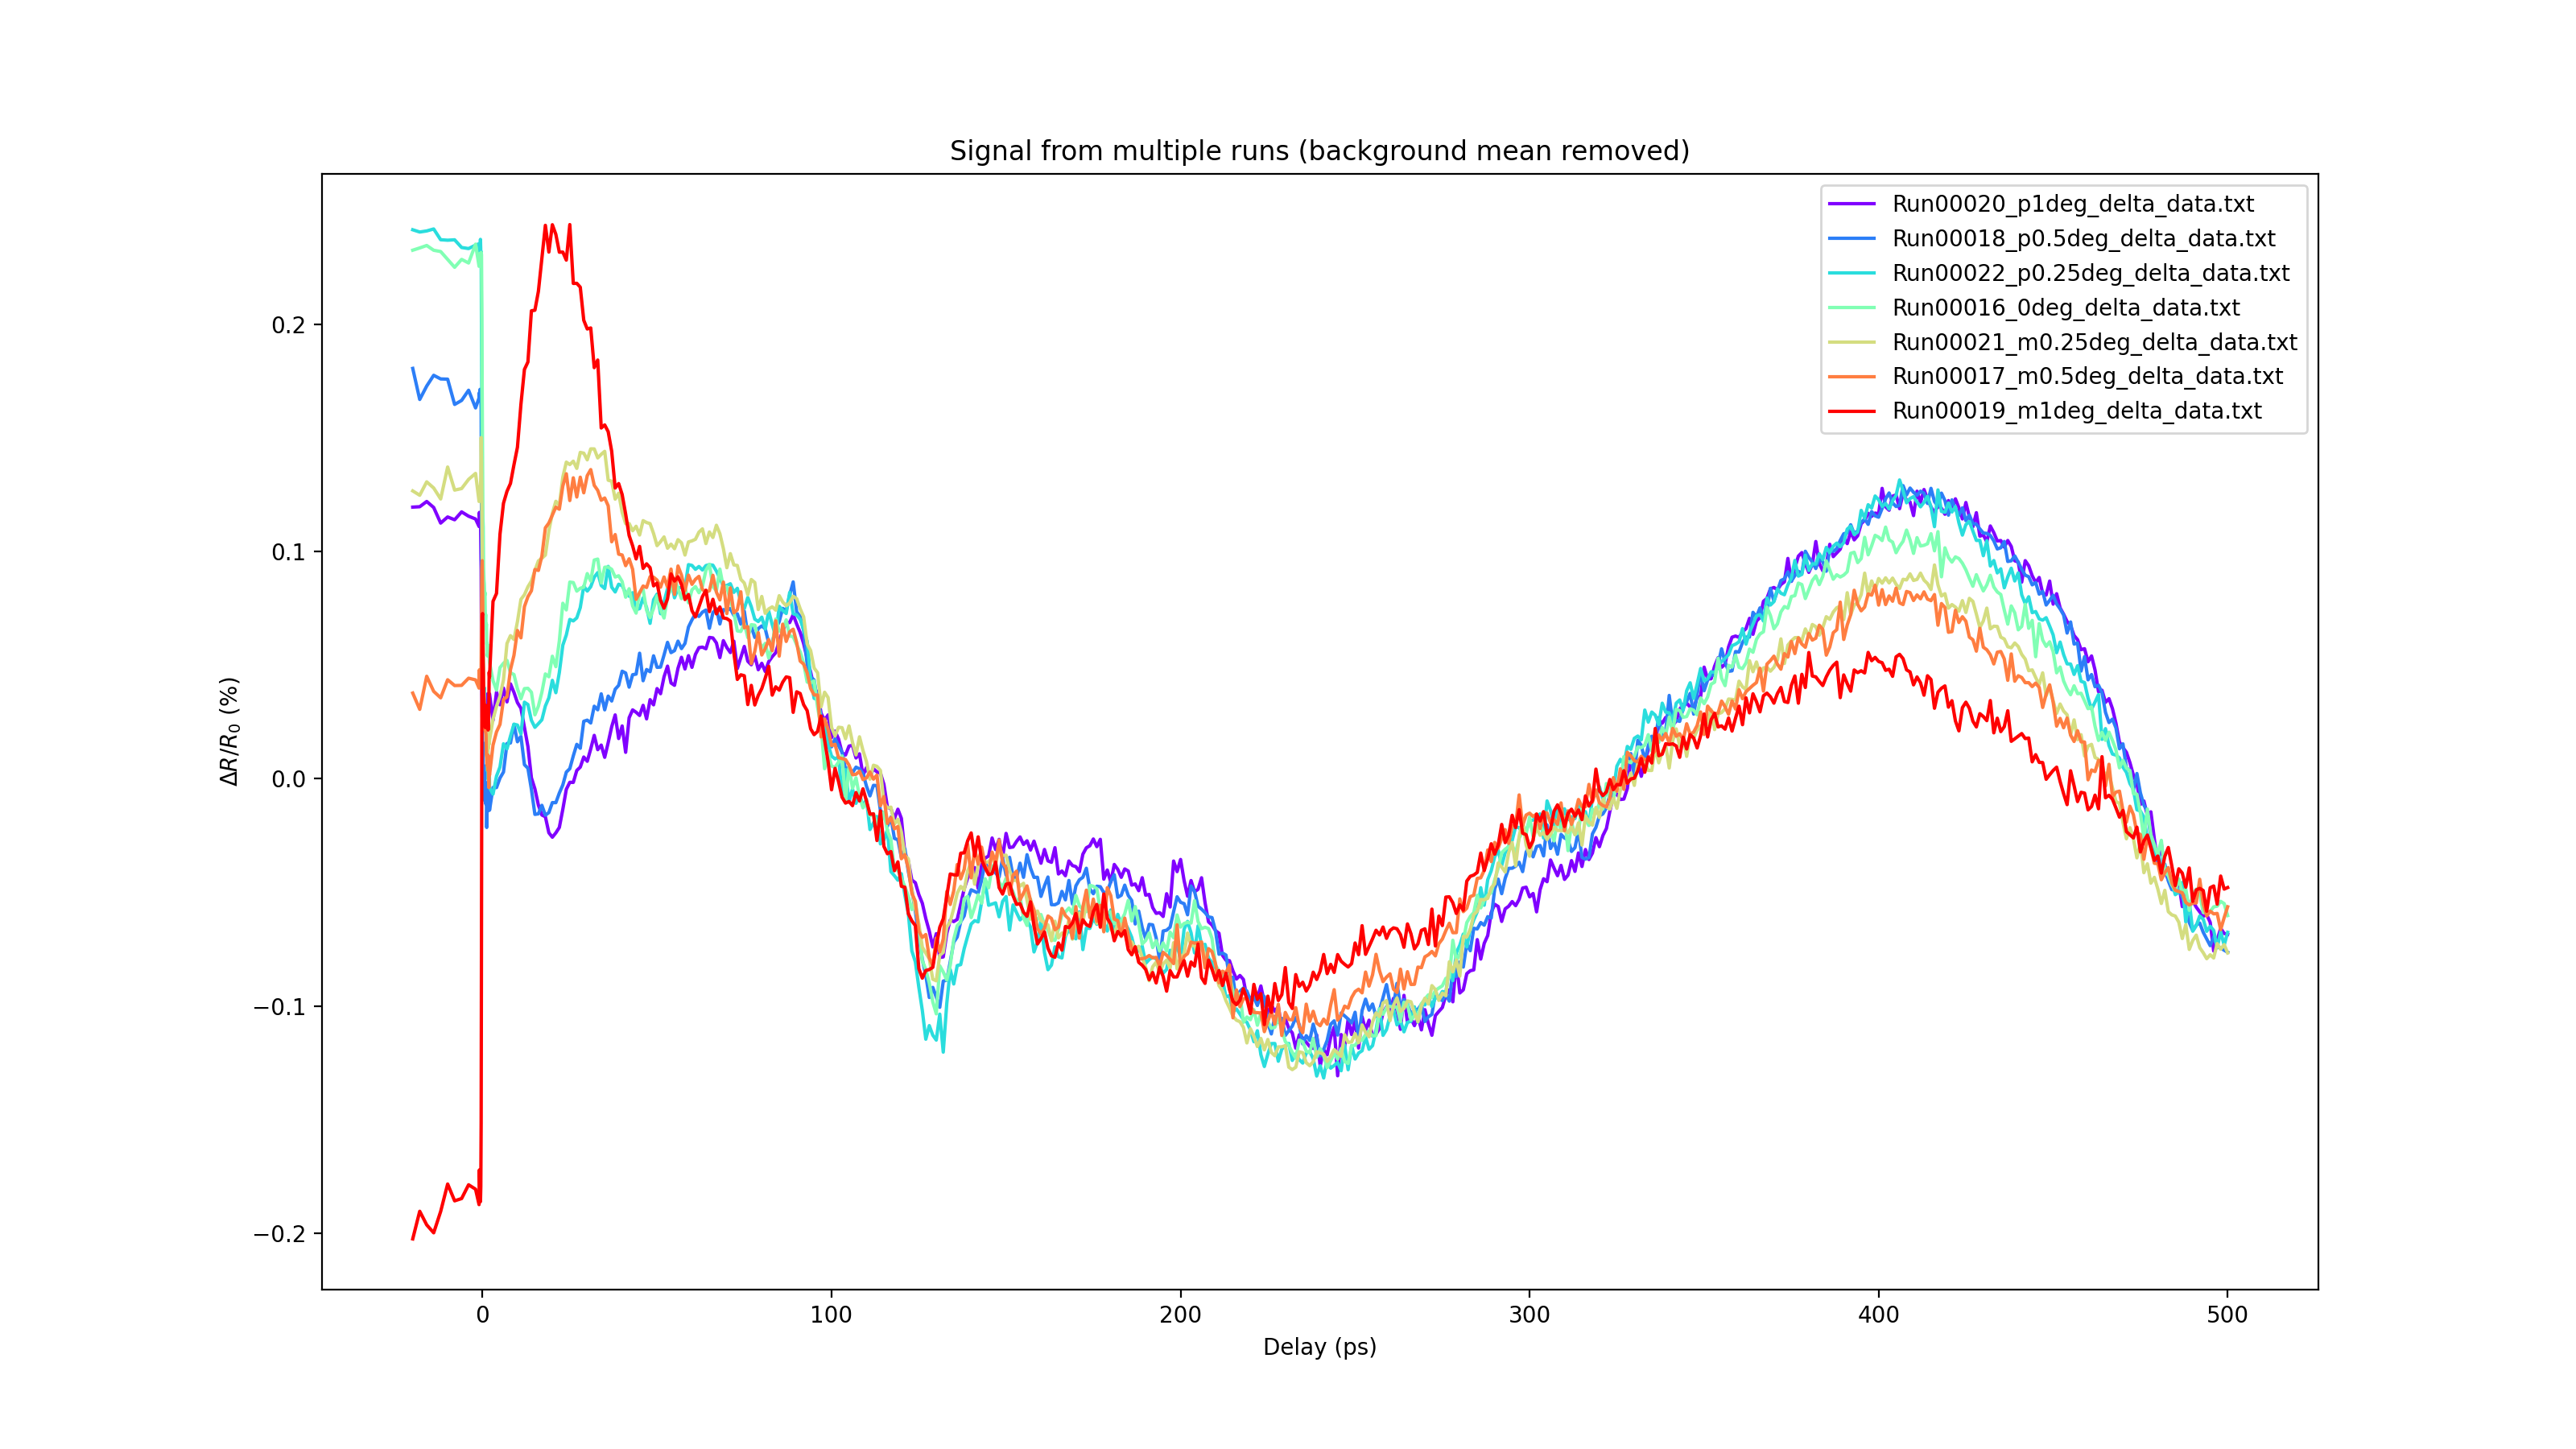 Signal from multiple runs (background mean removed)
Run00020_p1deg_delta_data.txt
Run00018_p0.5deg_delta_data.txt
Run00022_p0.25deg_delta_data.txt
Run00016_0deg_delta_data.txt
Run00021_m0.25deg_delta_data.txt
Run00017_m0.5deg_delta_data.txt
Run00019_m1deg_delta_data.txt
ΔR/R₀ (%)
0.2
0.1
0.0
−0.1
−0.2
0 100 200 300 400 500
Delay (ps)